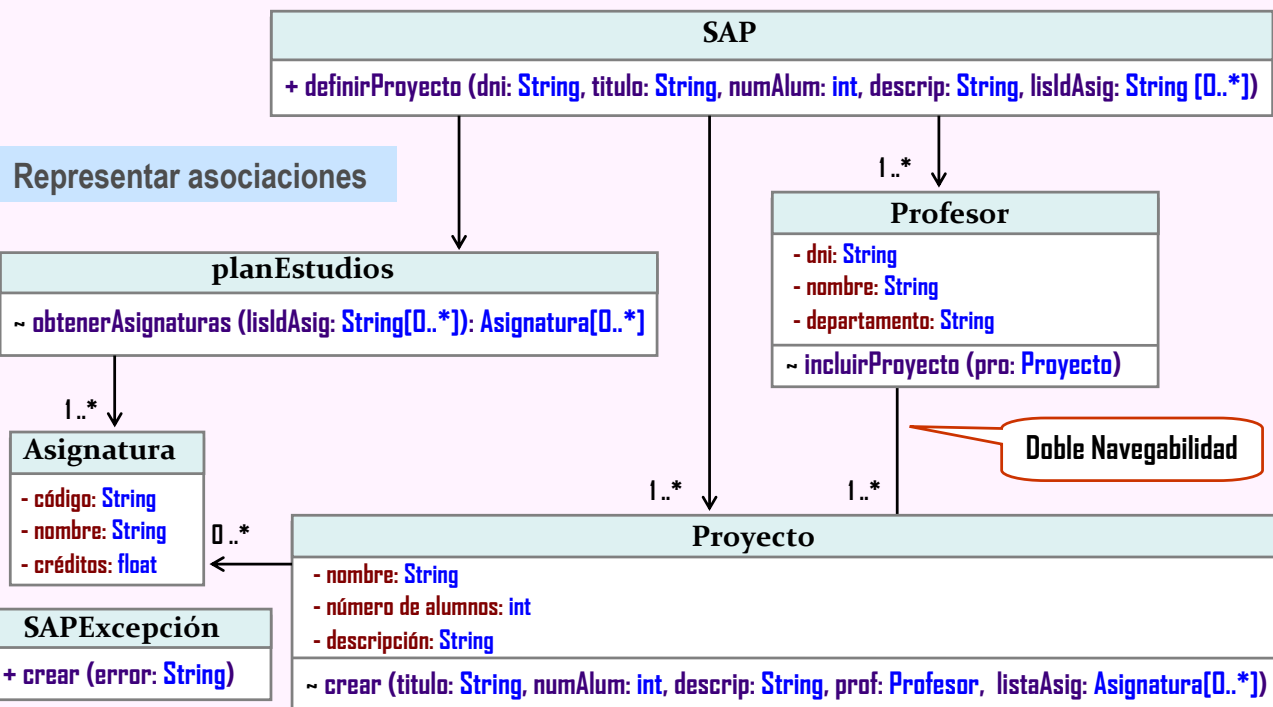 SAP
+ definirProyecto (dni: String, titulo: String, numAlum: int, descrip: String, lisIdAsig: String [0..*])
Representar asociaciones
1 ..*
Profesor
- dni: String
- nombre: String
- departamento: String
~ incluirProyecto (pro: Proyecto)
planEstudios
~ obtenerAsignaturas (lisIdAsig: String[0..*]): Asignatura[0..*]
1 ..*
Asignatura
- código: String
- nombre: String
- créditos: float
Doble Navegabilidad
1 ..*
1 ..*
0 ..*
Proyecto
- nombre: String
- número de alumnos: int
- descripción: String
~ crear (titulo: String, numAlum: int, descrip: String, prof: Profesor, listaAsig: Asignatura[0..*])
SAPExcepción
+ crear (error: String)